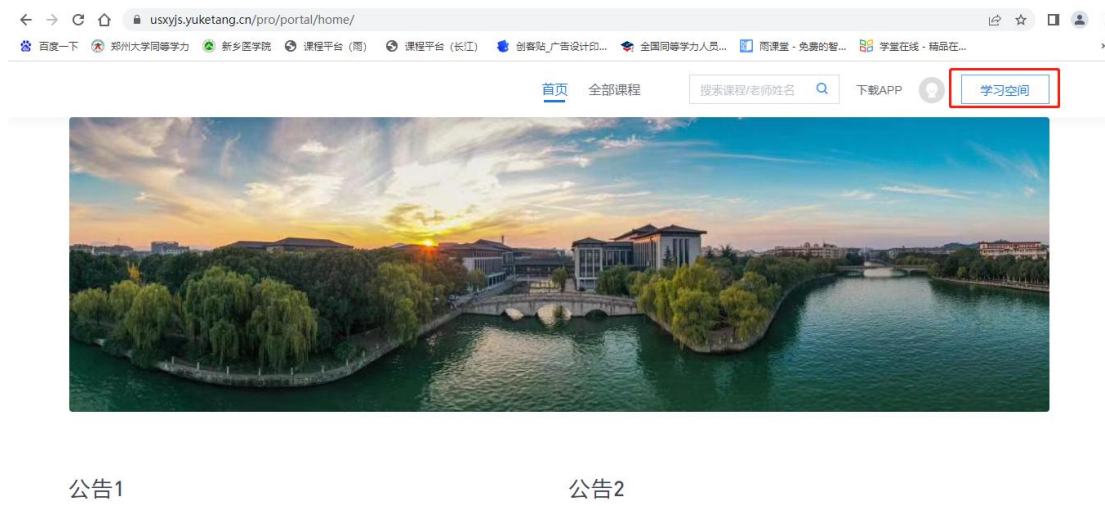 usxyjs.yuketang.cn/pro/portal/home/
百度一下 郑州大学同等学力 新乡医学院 课程平台（雨） 课程平台（长江） 创客贴_广告设计印... 全国同等学力人员... 雨课堂 - 免费的智... 学堂在线 - 精品在...
首页 全部课程 搜索课程/老师姓名 下载APP 学习空间
公告1 公告2